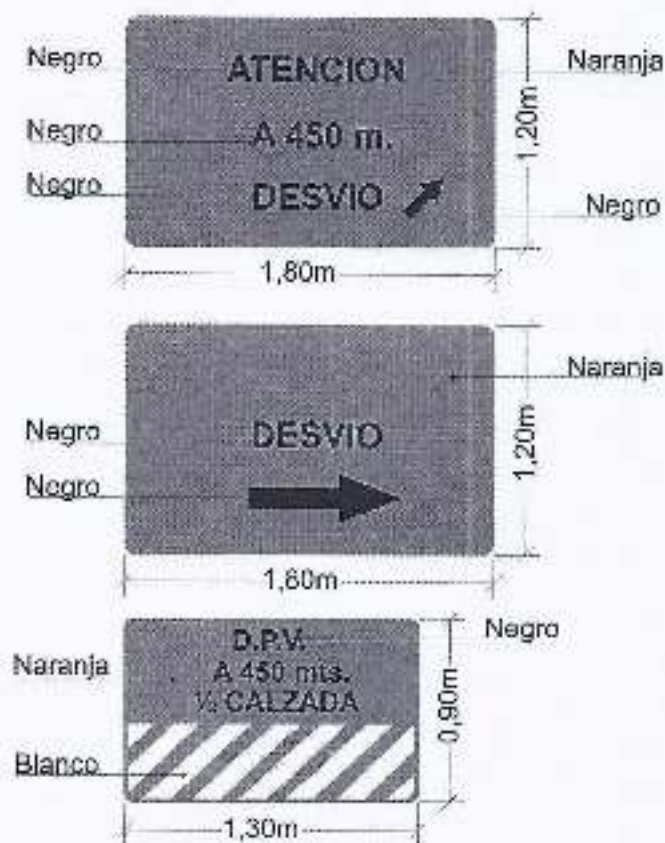 Negro
ATENCION
Naranja
Negro
A 450 m.
1,20m
Negro
DESVIO
Negro
1,80m
Naranja
Negro
DESVIO
1,20m
Negro
1,80m
D.P.V.
Negro
Naranja
A 450 mts.
½ CALZADA
0,90m
Blanco
1,30m